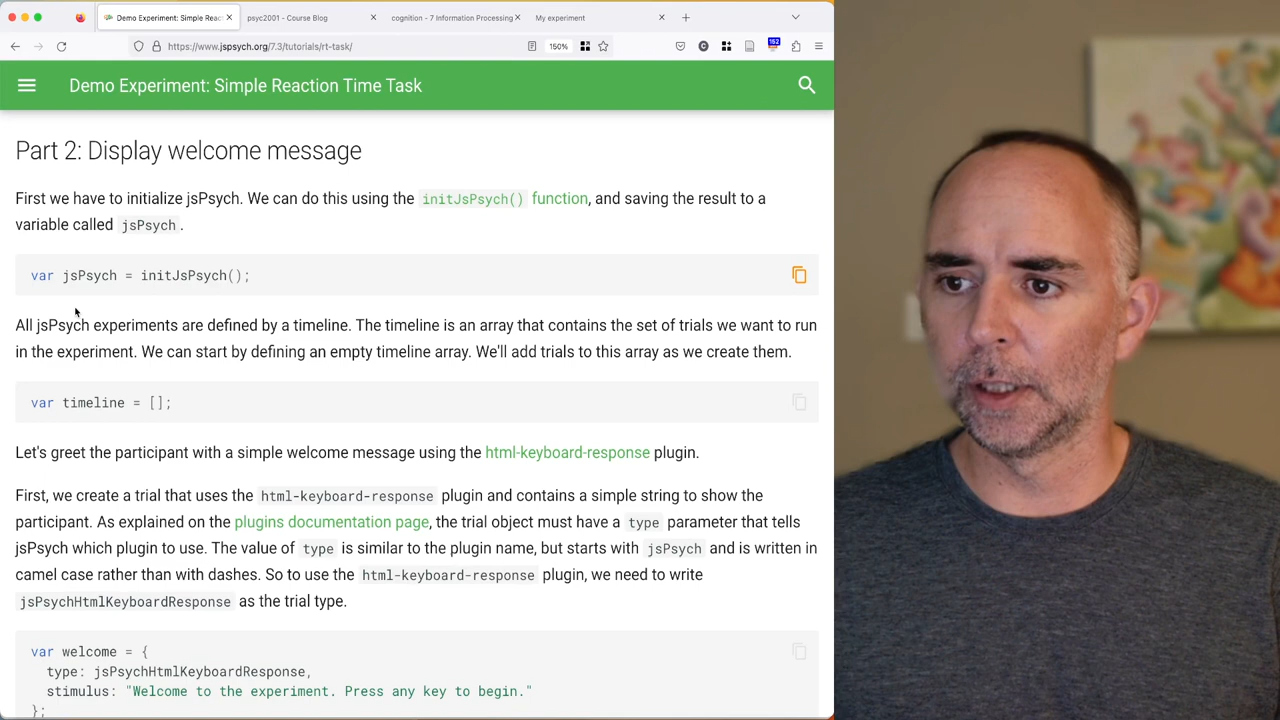 Demo Experiment: Simple Reac
psyc2001 - Course Blog
cognition - 7 Information Processing
My experiment
https://www.jspsych.org/7.3/tutorials/rt-task/
150%
152
Demo Experiment: Simple Reaction Time Task
Part 2: Display welcome message
First we have to initialize jsPsych. We can do this using the initJsPsych() function, and saving the result to a
variable called jsPsych.
var jsPsych = initJsPsych();
All jsPsych experiments are defined by a timeline. The timeline is an array that contains the set of trials we want to run
in the experiment. We can start by defining an empty timeline array. We'll add trials to this array as we create them.
var timeline = [];
Let's greet the participant with a simple welcome message using the html-keyboard-response plugin.
First, we create a trial that uses the html-keyboard-response plugin and contains a simple string to show the
participant. As explained on the plugins documentation page, the trial object must have a type parameter that tells
jsPsych which plugin to use. The value of type is similar to the plugin name, but starts with jsPsych and is written in
camel case rather than with dashes. So to use the html-keyboard-response plugin, we need to write
jsPsychHtmlKeyboardResponse as the trial type.
var welcome = {
type: jsPsychHtmlKeyboardResponse,
stimulus: "Welcome to the experiment. Press any key to begin."
};